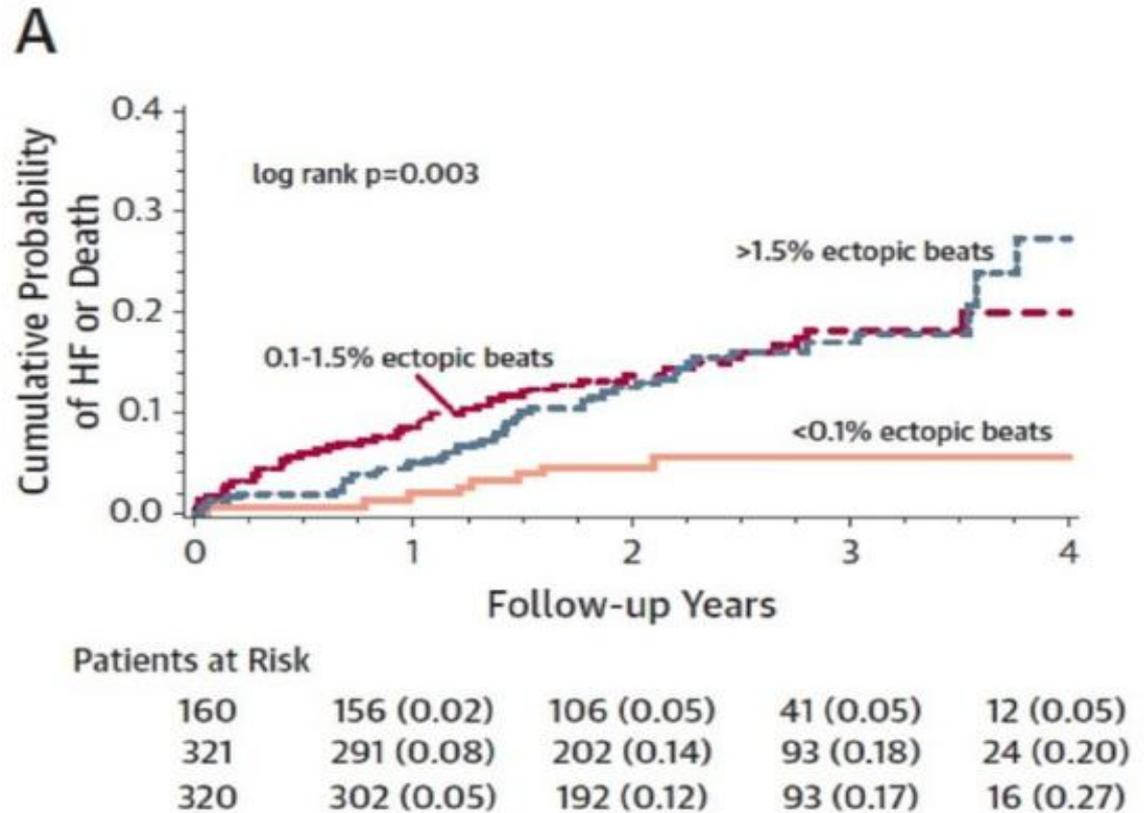 A
Cumulative Probability
of HF or Death
0.4
log rank p=0.003
0.3
>1.5% ectopic beats
0.2
0.1-1.5% ectopic beats
0.1
<0.1% ectopic beats
0.0
0 1 2 3 4
Follow-up Years
Patients at Risk
160 156 (0.02) 106 (0.05) 41 (0.05) 12 (0.05)
321 291 (0.08) 202 (0.14) 93 (0.18) 24 (0.20)
320 302 (0.05) 192 (0.12) 93 (0.17) 16 (0.27)